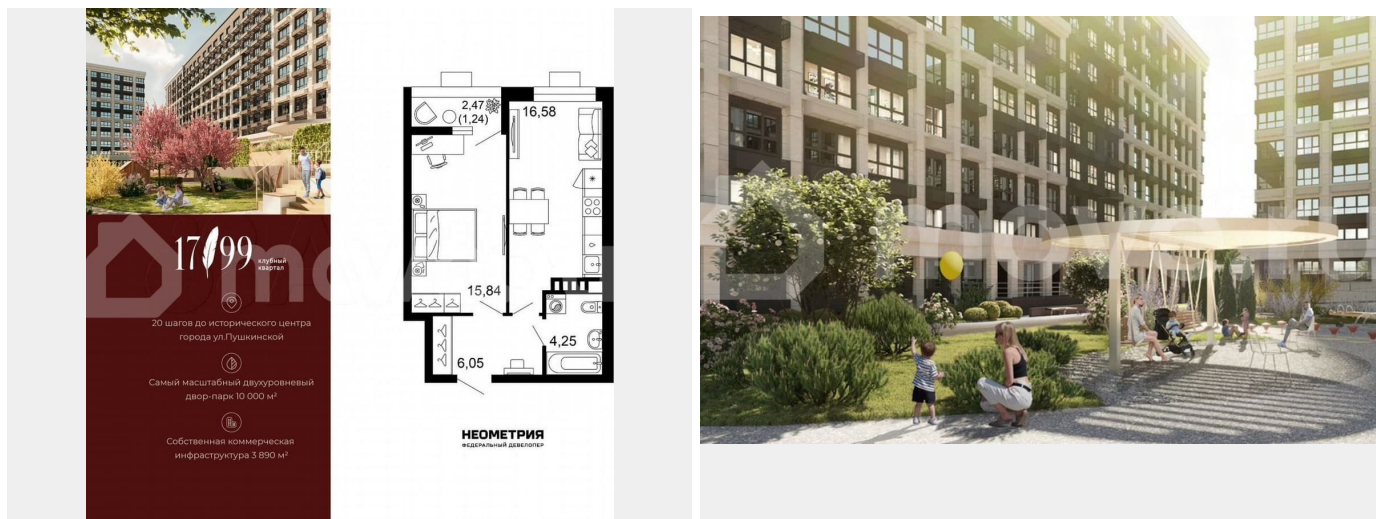 17 99 клубный
квартал
20 шагов до исторического центра
города ул.Пушкинской
Самый масштабный двухуровневый
двор-парк 10 000 м²
Собственная коммерческая
инфраструктура 3 890 м²
2,47
(1,24)
16,58
15,84
4,25
6,05
НЕОМЕТРИЯ
ФЕДЕРАЛЬНЫЙ ДЕВЕЛОПЕР